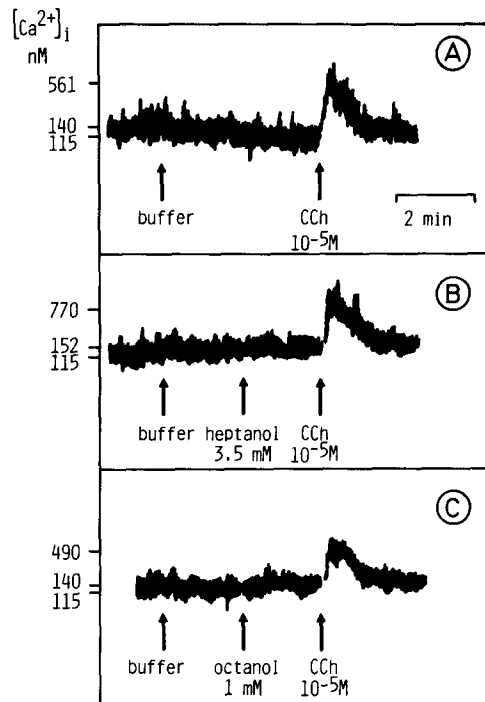 [Ca²⁺]i
nM
A
561
140
115
buffer
CCh
10⁻⁵M
2 min
B
770
152
115
buffer heptanol CCh
3.5 mM 10⁻⁵M
C
490
140
115
buffer octanol CCh
1 mM 10⁻⁵M